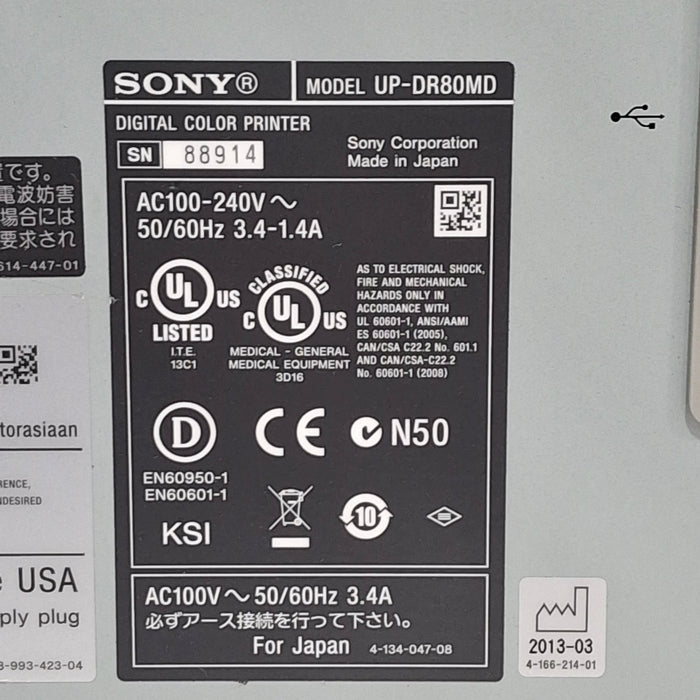 SONY®
MODEL UP-DR80MD
DIGITAL COLOR PRINTER
SN 88914
Sony Corporation
Made in Japan
AC100-240V～
50/60Hz 3.4-1.4A
C UL US
LISTED
I.T.E.
13C1
CLASSIFIED
C UL US
MEDICAL - GENERAL
MEDICAL EQUIPMENT
3D16
AS TO ELECTRICAL SHOCK,
FIRE AND MECHANICAL
HAZARDS ONLY IN
ACCORDANCE WITH
UL 60601-1, ANSI/AAMI
ES 60601-1 (2005),
CAN/CSA C22.2 No. 601.1
AND CAN/CSA-C22.2
No. 60601-1 (2008)
D
EN60950-1
EN60601-1
CE
N50
KSI
10
AC100V～ 50/60Hz 3.4A
必ずアース接続を行って下さい。
For Japan 4-134-047-08
です。
電波妨害
場合には
要求され
614-447-01
torasiaan
RENCE,
NDESIRED
e USA
ply plug
3-993-423-04
2013-03
4-166-214-01